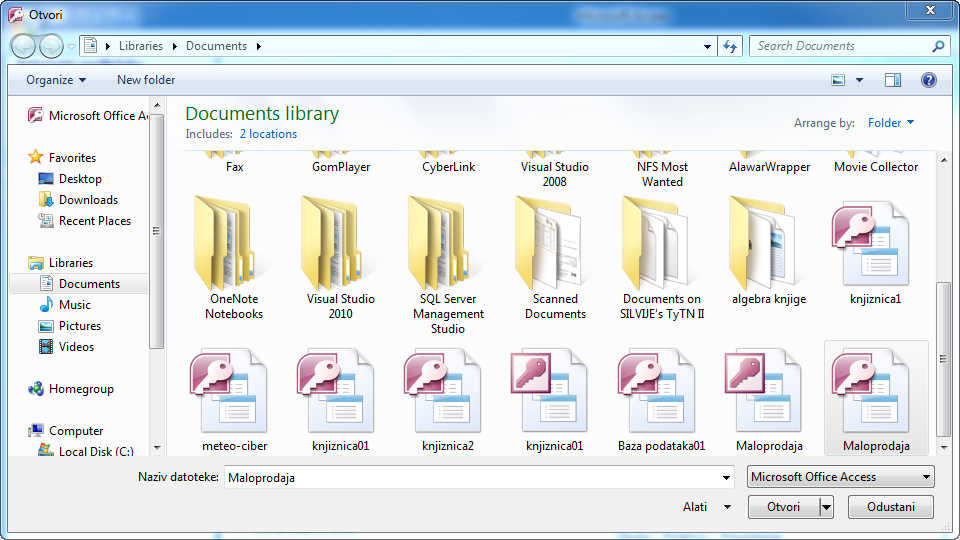 Otvori
Libraries
Documents
Search Documents
Organize
New folder
Microsoft Office A
Favorites
Desktop
Downloads
Recent Places
Libraries
Documents
Music
Pictures
Videos
Homegroup
Computer
Local Disk (C:)
Documents library
Includes: 2 locations
Arrange by: Folder
Fax
GomPlayer
CyberLink
Visual Studio 2008
NFS Most Wanted
AlawarWrapper
Movie Collector
OneNote Notebooks
Visual Studio 2010
SQL Server Management Studio
Scanned Documents
Documents on SILVIJE's TyTN II
algebra knjige
knjiznica1
meteo-ciber
knjiznica01
knjiznica2
knjiznica01
Baza podataka01
Maloprodaja
Maloprodaja
Naziv datoteke: Maloprodaja
Microsoft Office Access
Alati
Otvori
Odustani